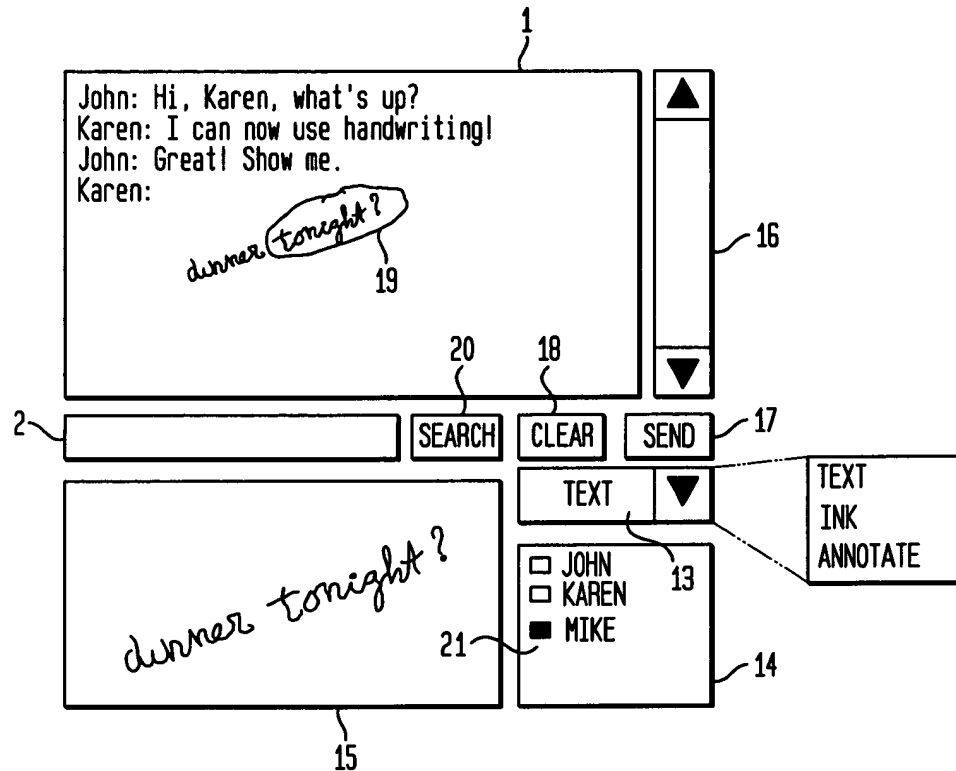 1
John: Hi, Karen, what's up?
Karen: I can now use handwriting!
John: Great! Show me.
Karen:
dinner tonight?
19
16
20
18
2
SEARCH
CLEAR
SEND
17
TEXT
13
TEXT
INK
ANNOTATE
dinner tonight?
JOHN
KAREN
MIKE
21
14
15